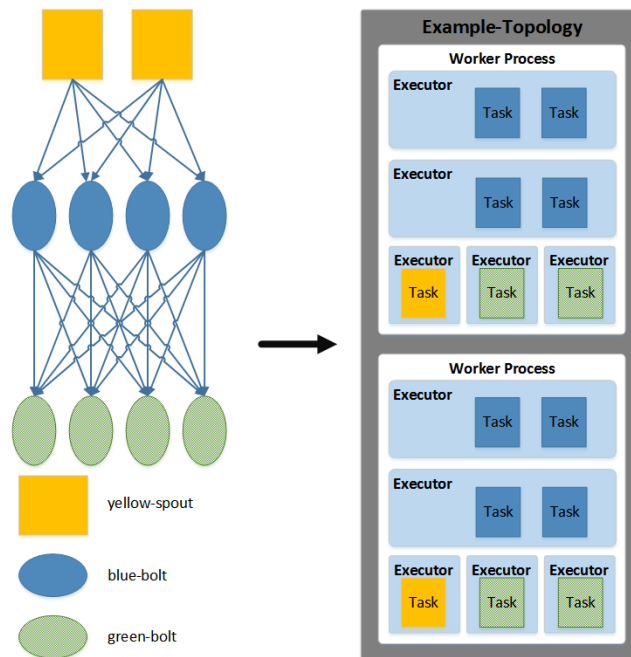 Example-Topology
Worker Process
Executor
Task Task
Executor
Task Task
Executor Executor Executor
Task Task Task
Worker Process
Executor
Task Task
Executor
Task Task
Executor Executor Executor
Task Task Task
yellow-spout
blue-bolt
green-bolt